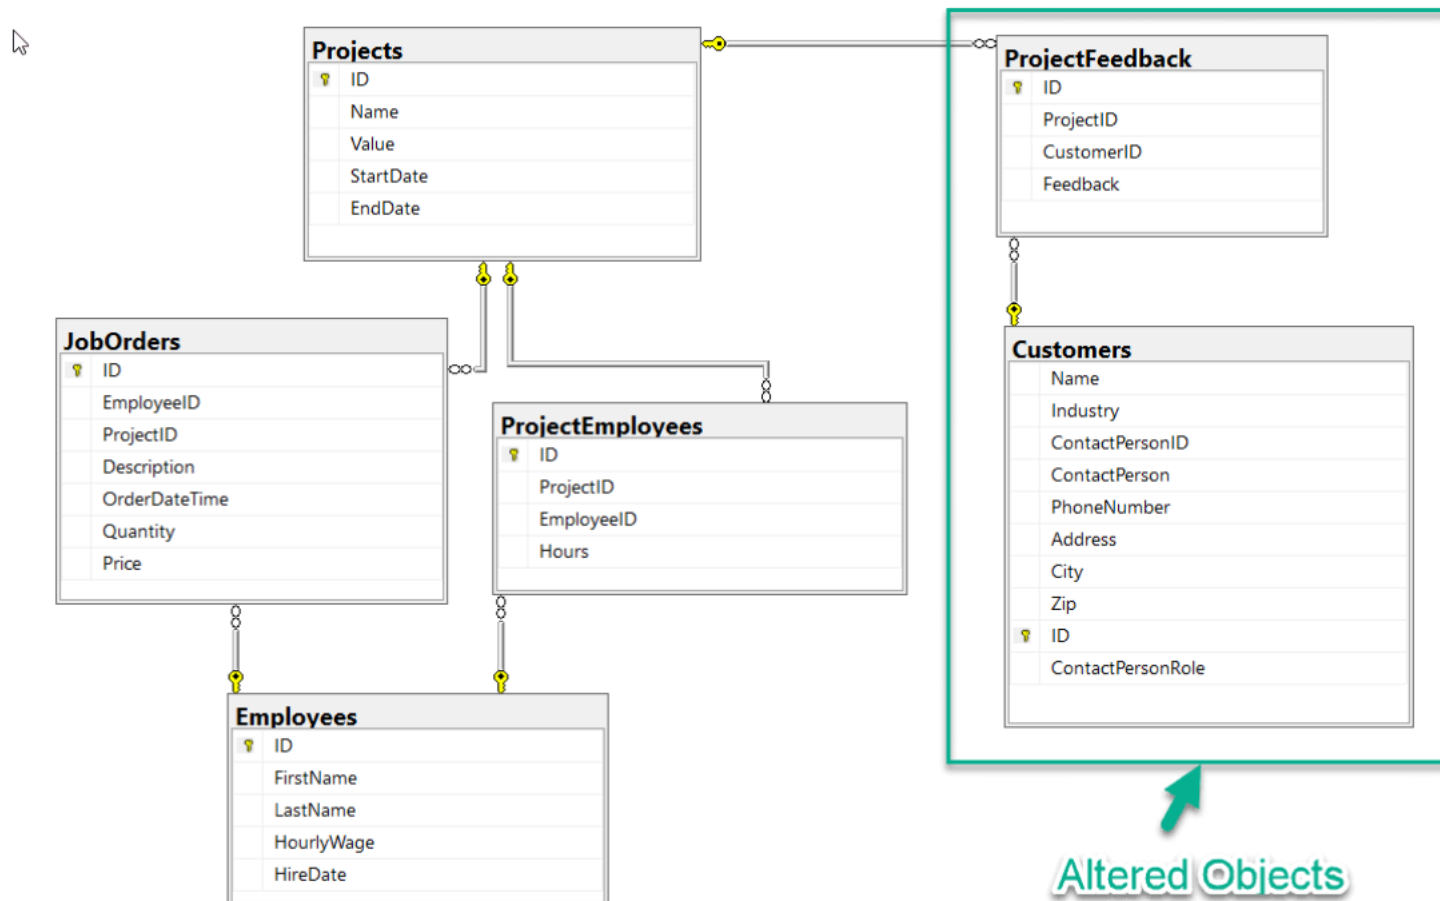 Projects
ID
Name
Value
StartDate
EndDate
ProjectFeedback
ID
ProjectID
CustomerID
Feedback
JobOrders
ID
EmployeeID
ProjectID
Description
OrderDateTime
Quantity
Price
ProjectEmployees
ID
ProjectID
EmployeeID
Hours
Customers
Name
Industry
ContactPersonID
ContactPerson
PhoneNumber
Address
City
Zip
ID
ContactPersonRole
Employees
ID
FirstName
LastName
HourlyWage
HireDate
Altered Objects